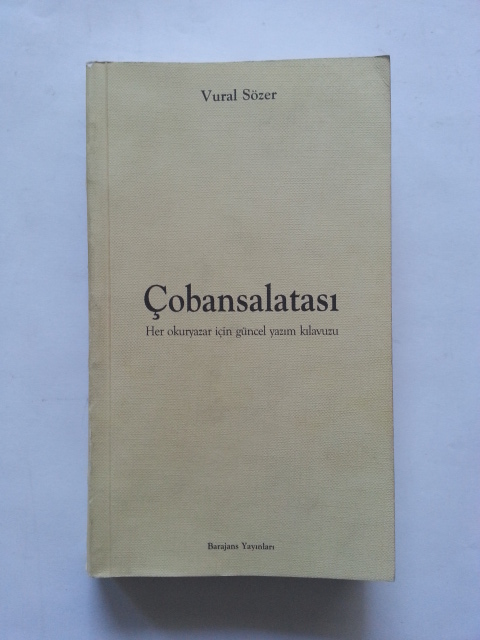 Vural Sözer
Çobansalatası
Her okuryazar için güncel yazım kılavuzu
Barajans Yayınları